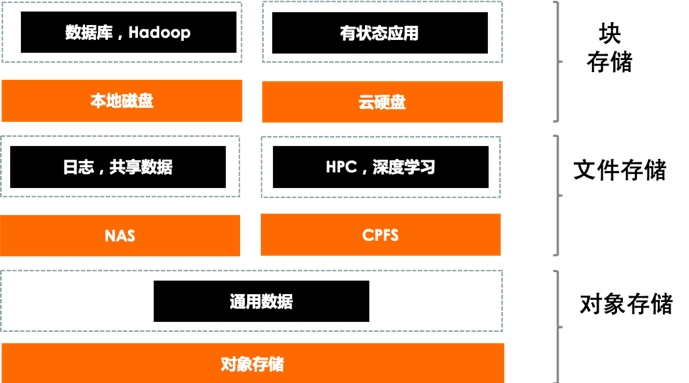 数据库，Hadoop
有状态应用
块
存储
本地磁盘
云硬盘
日志，共享数据
HPC，深度学习
文件存储
NAS
CPFS
通用数据
对象存储
对象存储